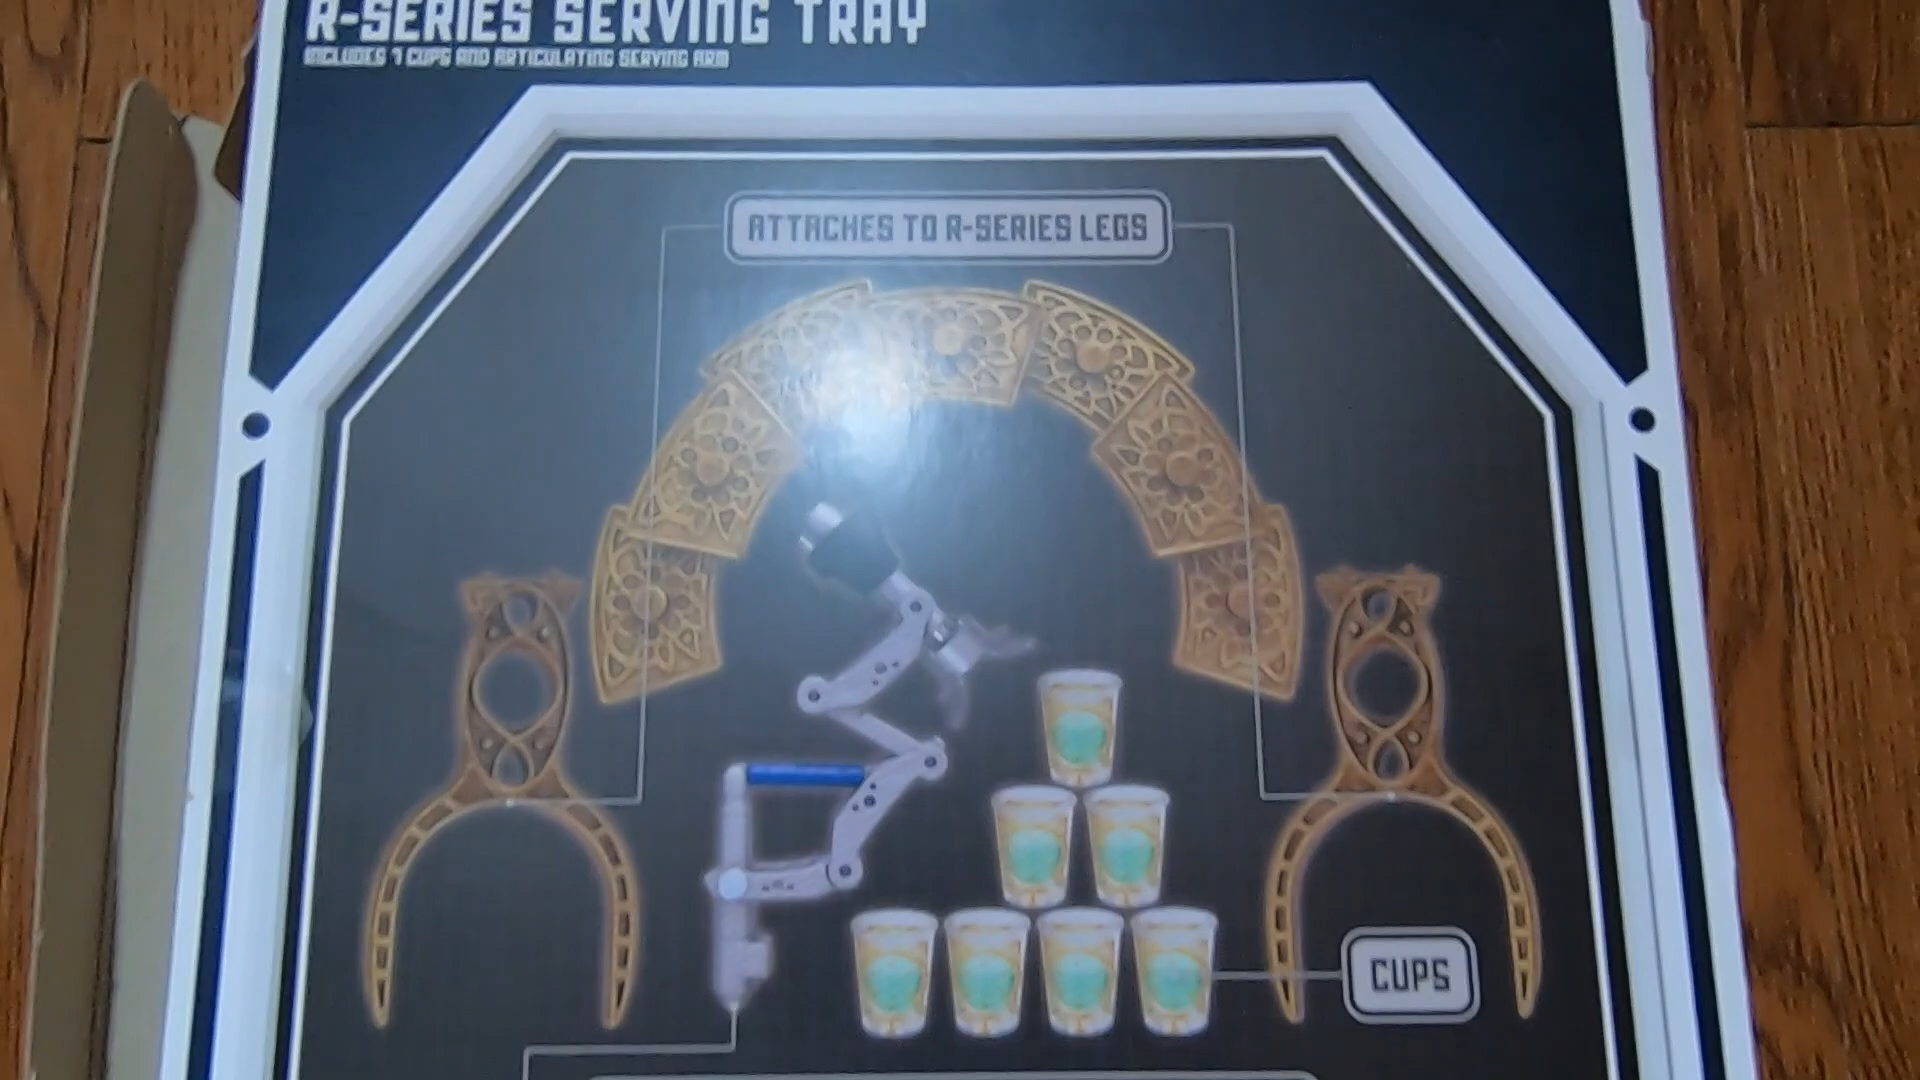 R-SERIES SERVING TRAY
INCLUDES 7 CUPS AND ARTICULATING SERVING ARM
ATTACHES TO R-SERIES LEGS
CUPS